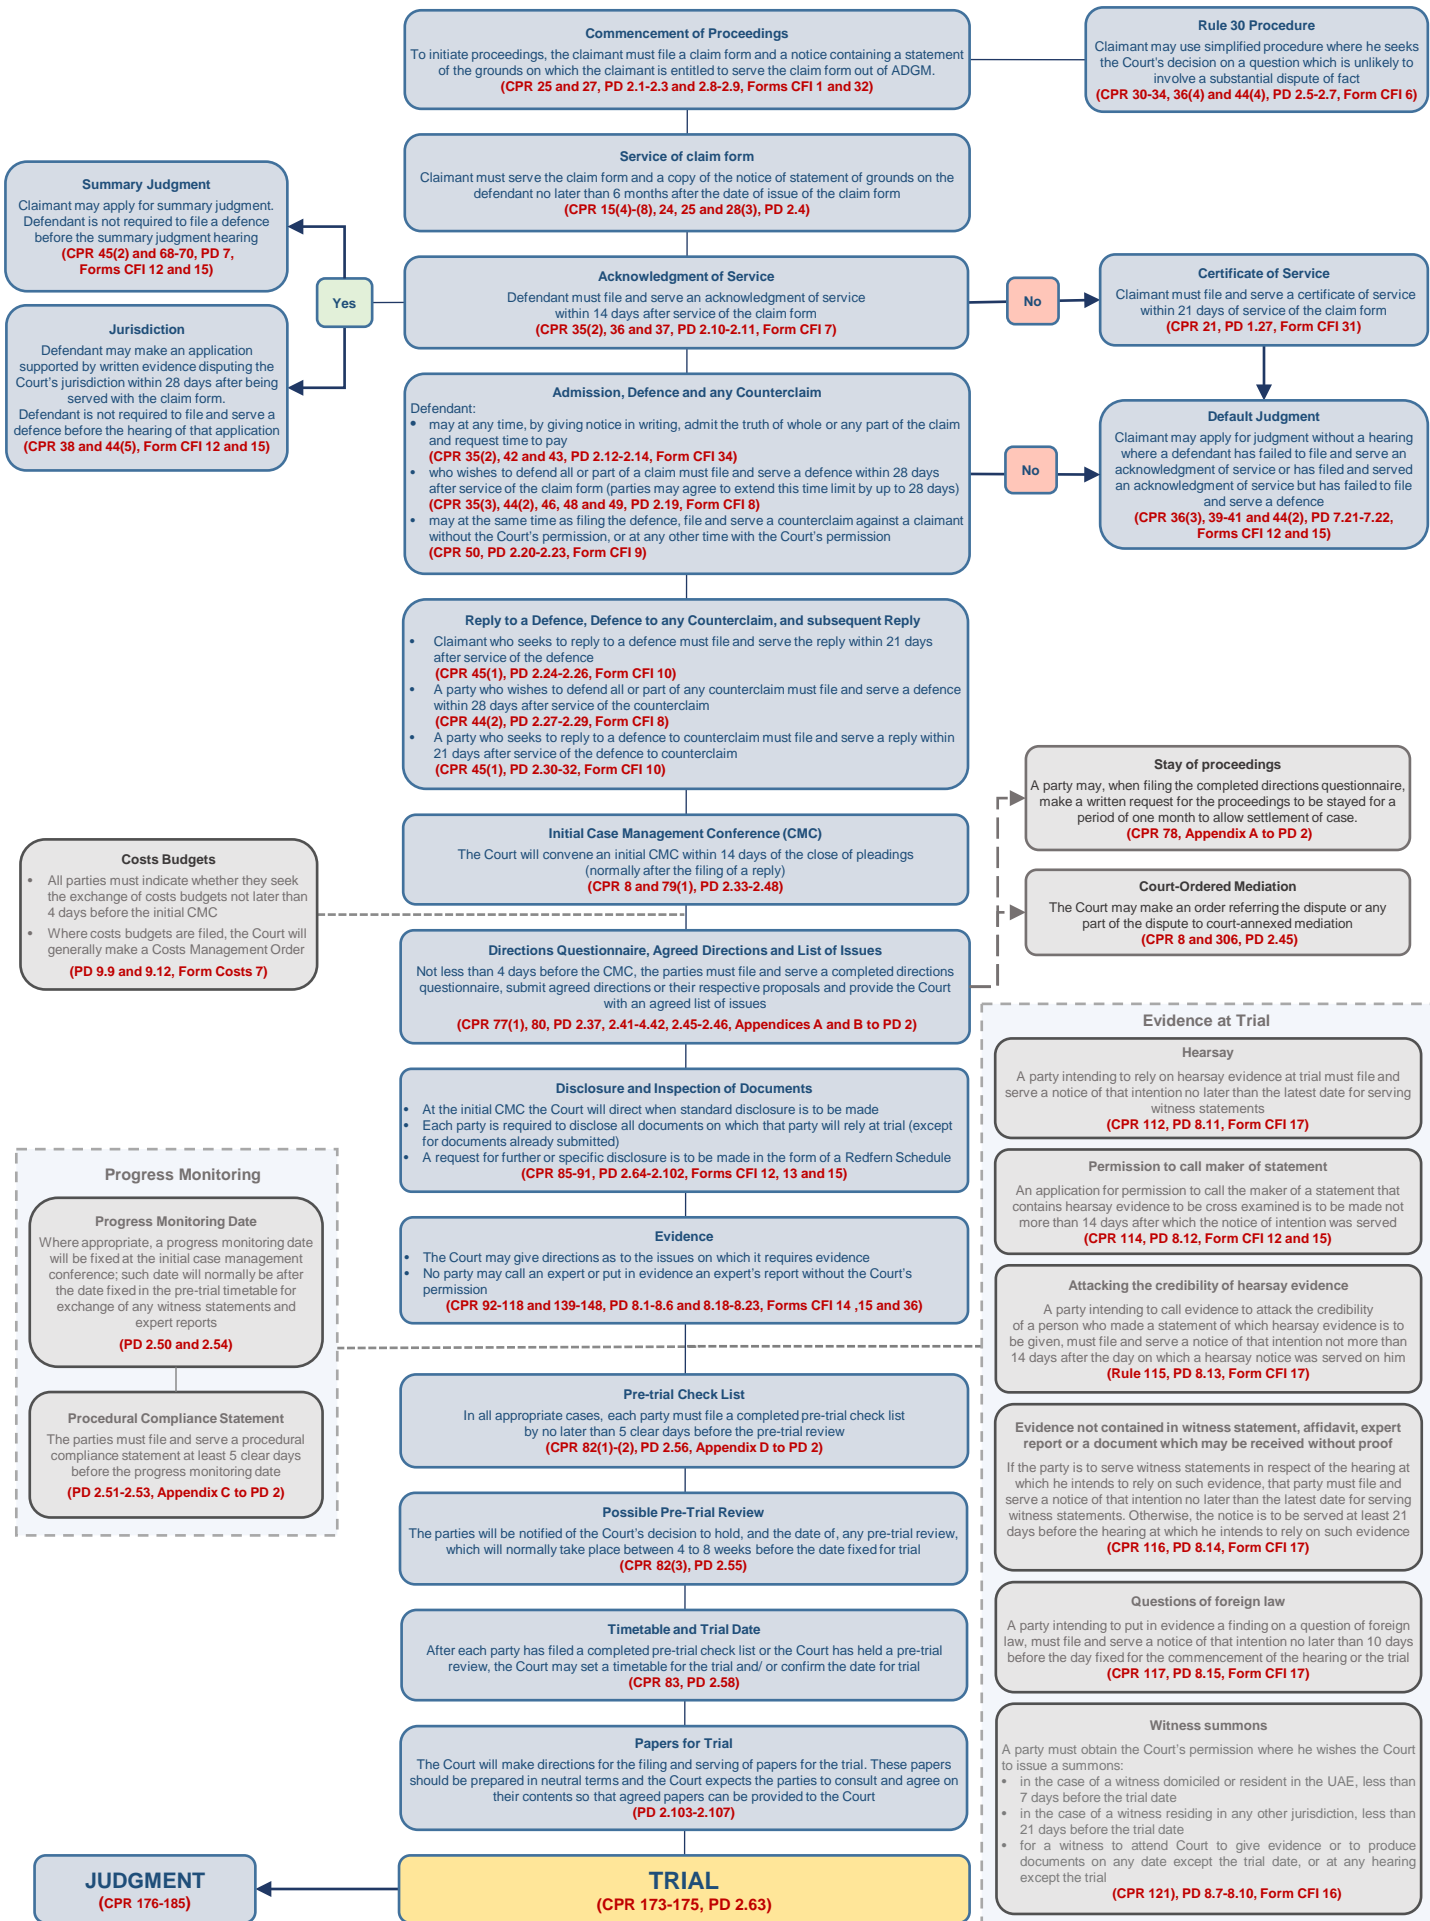 Commencement of Proceedings
To initiate proceedings, the claimant must file a claim form and a notice containing a statement
of the grounds on which the claimant is entitled to serve the claim form out of ADGM.
(CPR 25 and 27, PD 2.1-2.3 and 2.8-2.9, Forms CFI 1 and 32)
Rule 30 Procedure
Claimant may use simplified procedure where he seeks
the Court's decision on a question which is unlikely to
involve a substantial dispute of fact
(CPR 30-34, 36(4) and 44(4), PD 2.5-2.7, Form CFI 6)
Service of claim form
Claimant must serve the claim form and a copy of the notice of statement of grounds on the
defendant no later than 6 months after the date of issue of the claim form
(CPR 15(4)-(8), 24, 25 and 28(3), PD 2.4)
Summary Judgment
Claimant may apply for summary judgment.
Defendant is not required to file a defence
before the summary judgment hearing
(CPR 45(2) and 68-70, PD 7,
Forms CFI 12 and 15)
Yes
Acknowledgment of Service
Defendant must file and serve an acknowledgment of service
within 14 days after service of the claim form
(CPR 35(2), 36 and 37, PD 2.10-2.11, Form CFI 7)
No
Certificate of Service
Claimant must file and serve a certificate of service
within 21 days of service of the claim form
(CPR 21, PD 1.27, Form CFI 31)
Jurisdiction
Defendant may make an application
supported by written evidence disputing the
Court's jurisdiction within 28 days after being
served with the claim form.
Defendant is not required to file and serve a
defence before the hearing of that application
(CPR 38 and 44(5), Form CFI 12 and 15)
Admission, Defence and any Counterclaim
Defendant:
• may at any time, by giving notice in writing, admit the truth of whole or any part of the claim
and request time to pay
(CPR 35(2), 42 and 43, PD 2.12-2.14, Form CFI 34)
• who wishes to defend all or part of a claim must file and serve a defence within 28 days
after service of the claim form (parties may agree to extend this time limit by up to 28 days)
(CPR 35(3), 44(2), 46, 48 and 49, PD 2.19, Form CFI 8)
• may at the same time as filing the defence, file and serve a counterclaim against a claimant
without the Court's permission, or at any other time with the Court's permission
(CPR 50, PD 2.20-2.23, Form CFI 9)
No
Default Judgment
Claimant may apply for judgment without a hearing
where a defendant has failed to file and serve an
acknowledgment of service or has filed and served
an acknowledgment of service but has failed to file
and serve a defence
(CPR 36(3), 39-41 and 44(2), PD 7.21-7.22,
Forms CFI 12 and 15)
Reply to a Defence, Defence to any Counterclaim, and subsequent Reply
• Claimant who seeks to reply to a defence must file and serve the reply within 21 days
after service of the defence
(CPR 45(1), PD 2.24-2.26, Form CFI 10)
• A party who wishes to defend all or part of any counterclaim must file and serve a defence
within 28 days after service of the counterclaim
(CPR 44(2), PD 2.27-2.29, Form CFI 8)
• A party who seeks to reply to a defence to counterclaim must file and serve a reply within
21 days after service of the defence to counterclaim
(CPR 45(1), PD 2.30-32, Form CFI 10)
Stay of proceedings
A party may, when filing the completed directions questionnaire,
make a written request for the proceedings to be stayed for a
period of one month to allow settlement of case.
(CPR 78, Appendix A to PD 2)
Initial Case Management Conference (CMC)
The Court will convene an initial CMC within 14 days of the close of pleadings
(normally after the filing of a reply)
(CPR 8 and 79(1), PD 2.33-2.48)
Costs Budgets
• All parties must indicate whether they seek
the exchange of costs budgets not later than
4 days before the initial CMC
• Where costs budgets are filed, the Court will
generally make a Costs Management Order
(PD 9.9 and 9.12, Form Costs 7)
Court-Ordered Mediation
The Court may make an order referring the dispute or any
part of the dispute to court-annexed mediation
(CPR 8 and 306, PD 2.45)
Directions Questionnaire, Agreed Directions and List of Issues
Not less than 4 days before the CMC, the parties must file and serve a completed directions
questionnaire, submit agreed directions or their respective proposals and provide the Court
with an agreed list of issues
(CPR 77(1), 80, PD 2.37, 2.41-4.42, 2.45-2.46, Appendices A and B to PD 2)
Disclosure and Inspection of Documents
• At the initial CMC the Court will direct when standard disclosure is to be made
• Each party is required to disclose all documents on which that party will rely at trial (except
for documents already submitted)
• A request for further or specific disclosure is to be made in the form of a Redfern Schedule
(CPR 85-91, PD 2.64-2.102, Forms CFI 12, 13 and 15)
Progress Monitoring
Progress Monitoring Date
Where appropriate, a progress monitoring date
will be fixed at the initial case management
conference; such date will normally be after
the date fixed in the pre-trial timetable for
exchange of any witness statements and
expert reports
(PD 2.50 and 2.54)
Procedural Compliance Statement
The parties must file and serve a procedural
compliance statement at least 5 clear days
before the progress monitoring date
(PD 2.51-2.53, Appendix C to PD 2)
Evidence
• The Court may give directions as to the issues on which it requires evidence
• No party may call an expert or put in evidence an expert's report without the Court's
permission
(CPR 92-118 and 139-148, PD 8.1-8.6 and 8.18-8.23, Forms CFI 14 ,15 and 36)
Pre-trial Check List
In all appropriate cases, each party must file a completed pre-trial check list
by no later than 5 clear days before the pre-trial review
(CPR 82(1)-(2), PD 2.56, Appendix D to PD 2)
Possible Pre-Trial Review
The parties will be notified of the Court's decision to hold, and the date of, any pre-trial review,
which will normally take place between 4 to 8 weeks before the date fixed for trial
(CPR 82(3), PD 2.55)
Timetable and Trial Date
After each party has filed a completed pre-trial check list or the Court has held a pre-trial
review, the Court may set a timetable for the trial and/ or confirm the date for trial
(CPR 83, PD 2.58)
Papers for Trial
The Court will make directions for the filing and serving of papers for the trial. These papers
should be prepared in neutral terms and the Court expects the parties to consult and agree on
their contents so that agreed papers can be provided to the Court
(PD 2.103-2.107)
TRIAL
(CPR 173-175, PD 2.63)
JUDGMENT
(CPR 176-185)
Evidence at Trial
Hearsay
A party intending to rely on hearsay evidence at trial must file and
serve a notice of that intention no later than the latest date for serving
witness statements
(CPR 112, PD 8.11, Form CFI 17)
Permission to call maker of statement
An application for permission to call the maker of a statement that
contains hearsay evidence to be cross examined is to be made not
more than 14 days after which the notice of intention was served
(CPR 114, PD 8.12, Form CFI 12 and 15)
Attacking the credibility of hearsay evidence
A party intending to call evidence to attack the credibility
of a person who made a statement of which hearsay evidence is to
be given, must file and serve a notice of that intention not more than
14 days after the day on which a hearsay notice was served on him
(Rule 115, PD 8.13, Form CFI 17)
Evidence not contained in witness statement, affidavit, expert
report or a document which may be received without proof
If the party is to serve witness statements in respect of the hearing at
which he intends to rely on such evidence, that party must file and
serve a notice of that intention no later than the latest date for serving
witness statements. Otherwise, the notice is to be served at least 21
days before the hearing at which he intends to rely on such evidence
(CPR 116, PD 8.14, Form CFI 17)
Questions of foreign law
A party intending to put in evidence a finding on a question of foreign
law, must file and serve a notice of that intention no later than 10 days
before the day fixed for the commencement of the hearing or the trial
(CPR 117, PD 8.15, Form CFI 17)
Witness summons
A party must obtain the Court's permission where he wishes the Court
to issue a summons:
• in the case of a witness domiciled or resident in the UAE, less than
7 days before the trial date
• in the case of a witness residing in any other jurisdiction, less than
21 days before the trial date
• for a witness to attend Court to give evidence or to produce
documents on any date except the trial date, or at any hearing
except the trial
(CPR 121), PD 8.7-8.10, Form CFI 16)